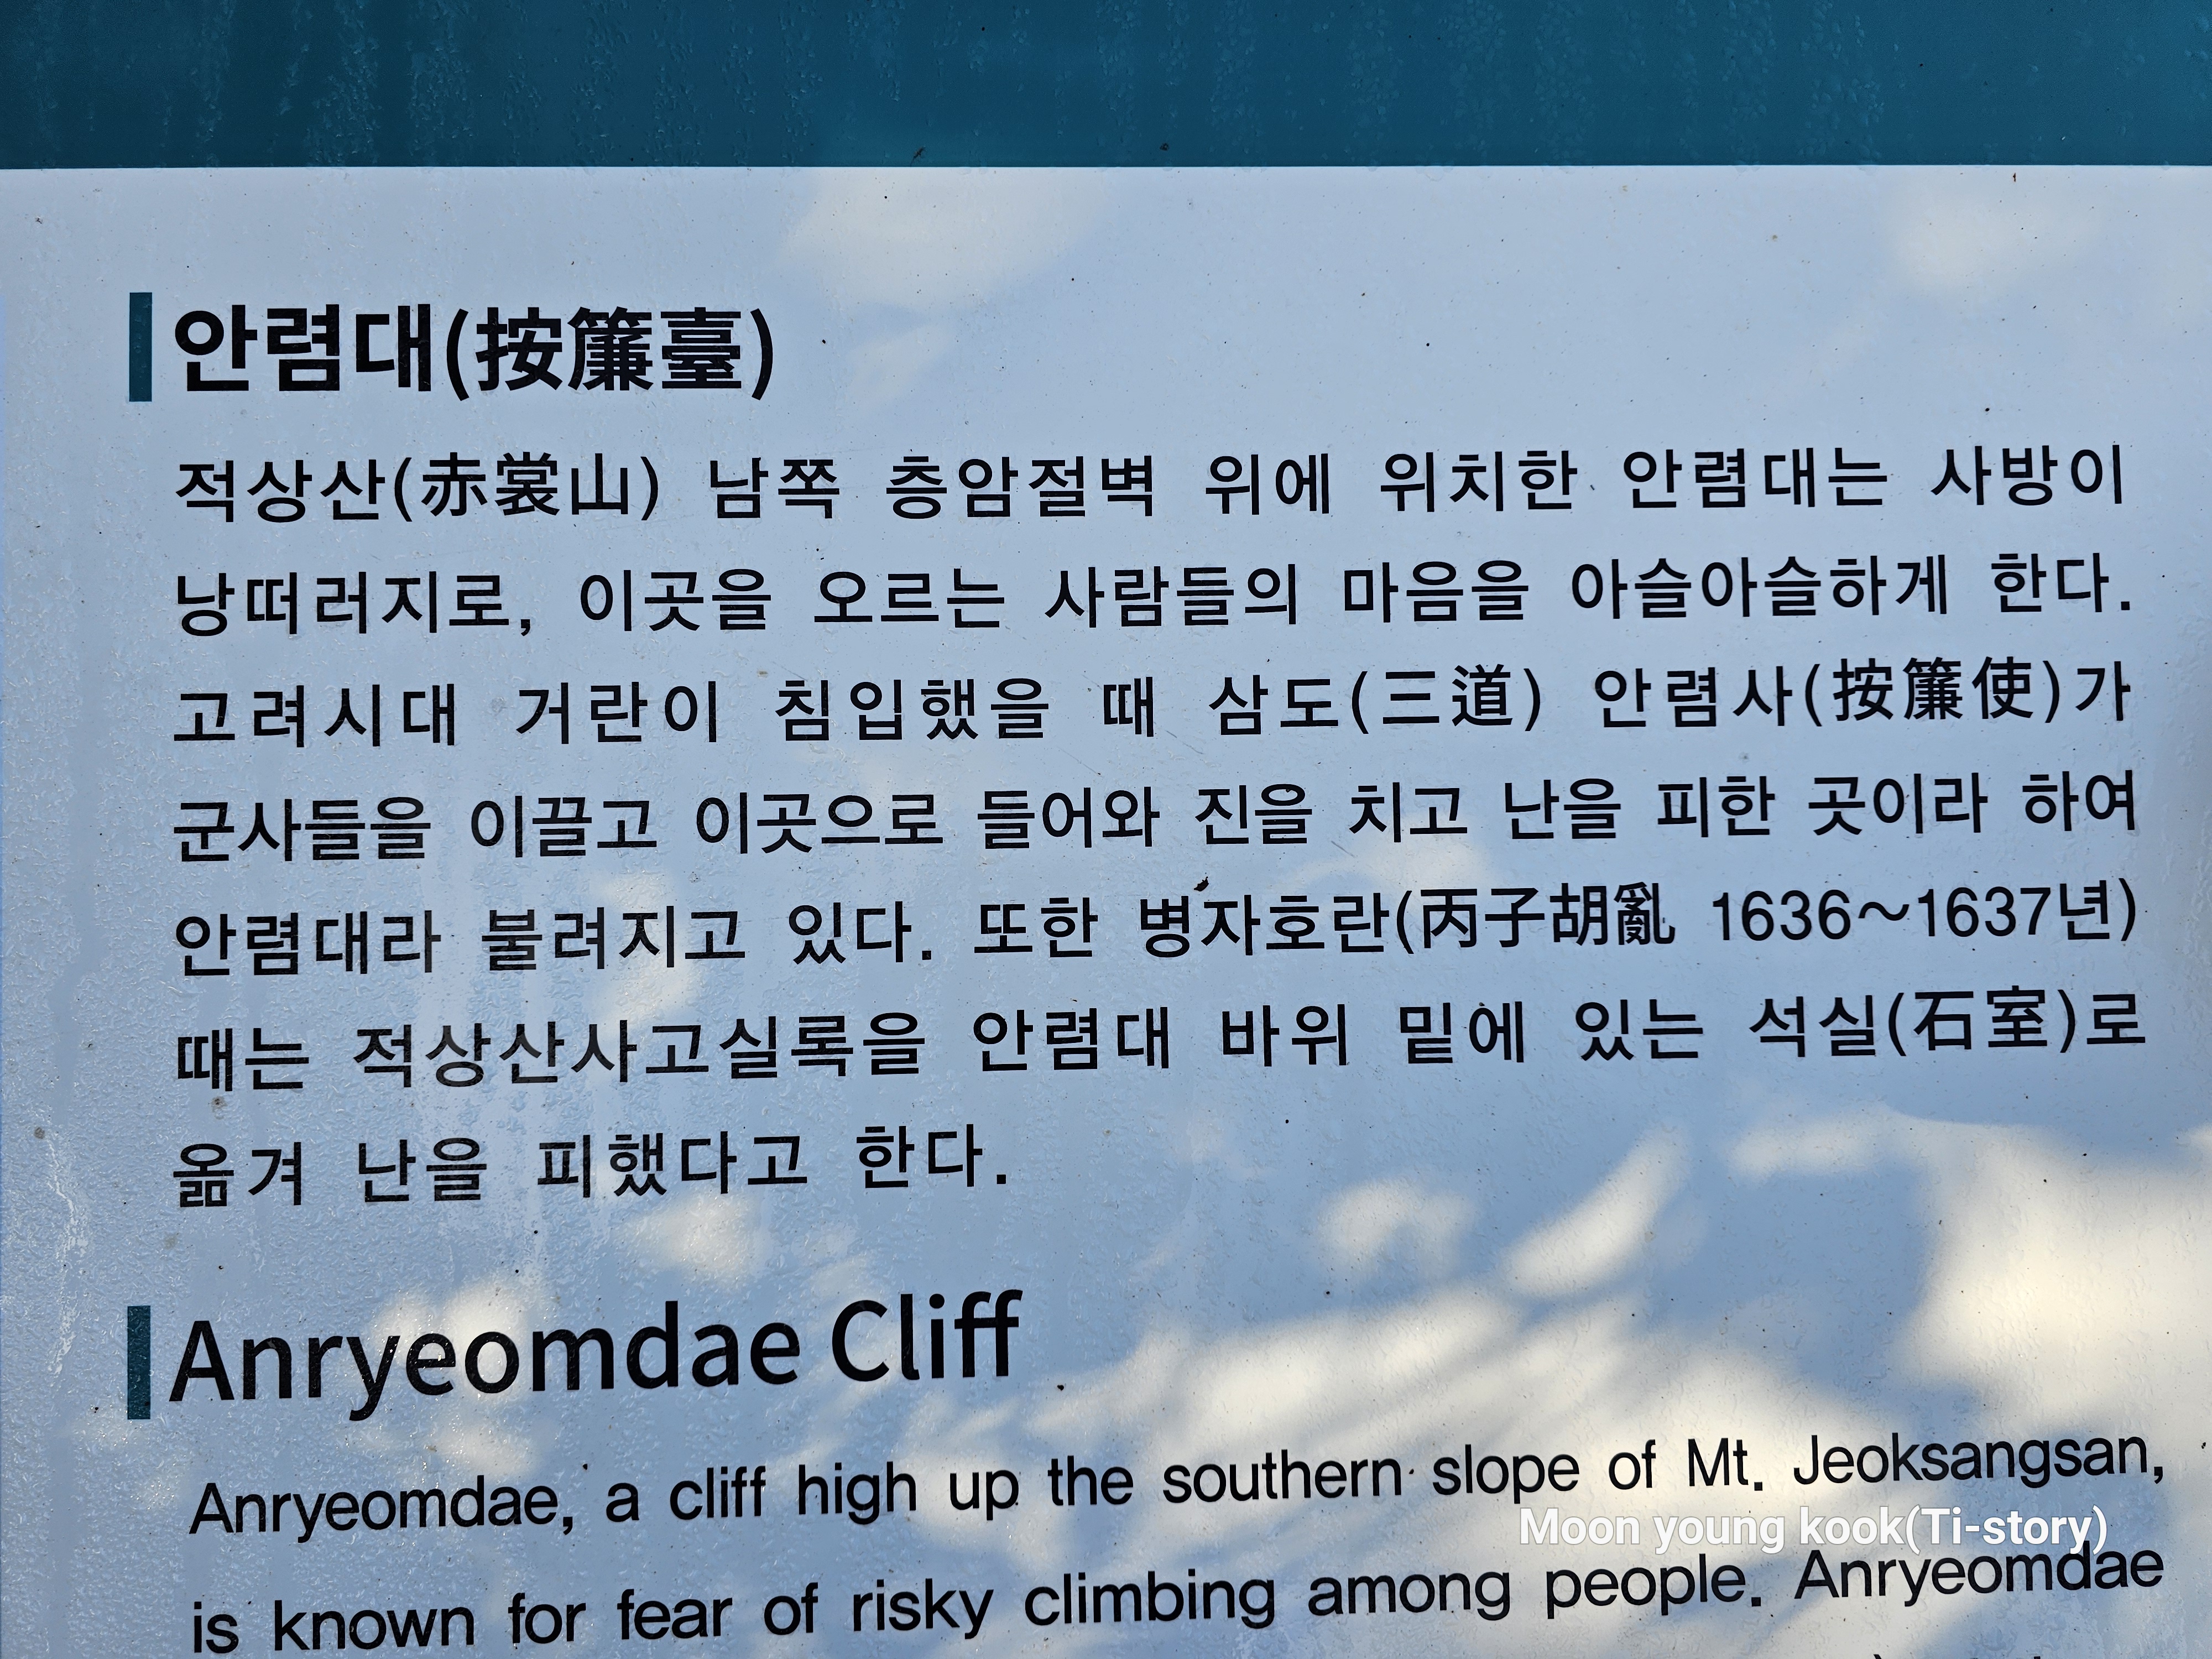 안렴대(按簾臺)
적상산(赤裳山) 남쪽 층암절벽 위에 위치한 안렴대는 사방이
낭떠러지로, 이곳을 오르는 사람들의 마음을 아슬아슬하게 한다.
고려시대 거란이 침입했을 때 삼도(三道) 안렴사(按簾使)가
군사들을 이끌고 이곳으로 들어와 진을 치고 난을 피한 곳이라 하여
안렴대라 불려지고 있다. 또한 병자호란(丙子胡亂 1636～1637년)
때는 적상산사고실록을 안렴대 바위 밑에 있는 석실(石室)로
옮겨 난을 피했다고 한다.
Anryeomdae Cliff
Anryeomdae, a cliff high up the southern slope of Mt. Jeoksangsan,
Moon young kook(Ti-story)
is known for fear of risky climbing among people. Anryeomdae